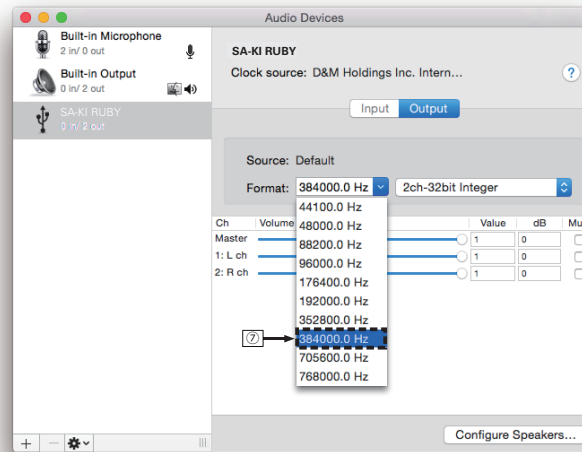 Audio Devices
Built-in Microphone
2 in/ 0 out
Built-in Output
0 in/ 2 out
SA-KI RUBY
0 in/ 2 out
SA-KI RUBY
Clock source: D&M Holdings Inc. Intern...
?
Input Output
Source: Default
Format: 384000.0 Hz 2ch-32bit Integer
44100.0 Hz
48000.0 Hz
88200.0 Hz
96000.0 Hz
176400.0 Hz
192000.0 Hz
352800.0 Hz
⑦ 384000.0 Hz
705600.0 Hz
768000.0 Hz
Ch Volume Value dB Mu
Master 1 0
1: L ch 1 0
2: R ch 1 0
Configure Speakers...